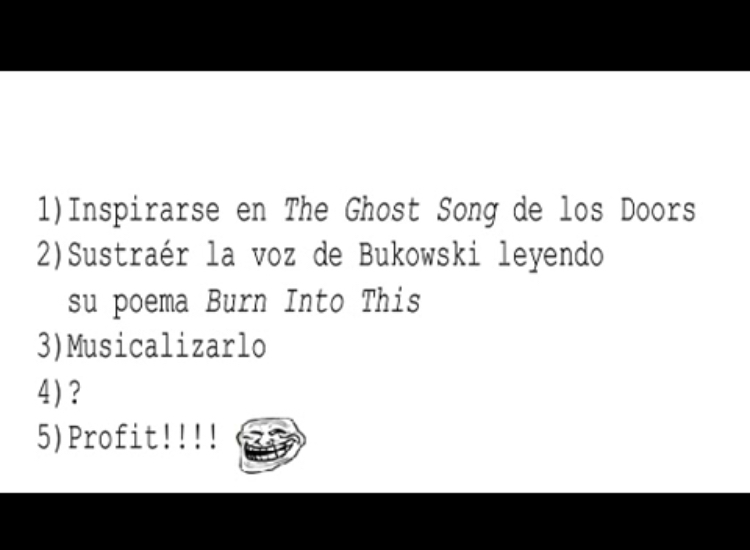 1)Inspirarse en The Ghost Song de los Doors
2)Sustraér la voz de Bukowski leyendo
su poema Burn Into This
3)Musicalizarlo
4)?
5)Profit!!!!